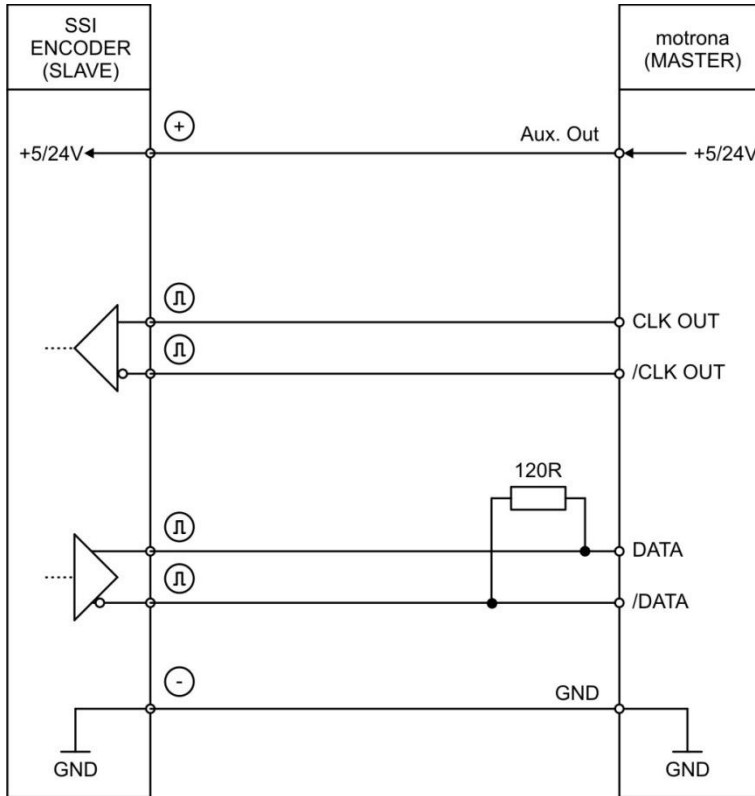 SSI
ENCODER
(SLAVE)
motrona
(MASTER)
+
Aux. Out
+5/24V
+5/24V
CLK OUT
/CLK OUT
120R
DATA
/DATA
-
GND
GND
GND